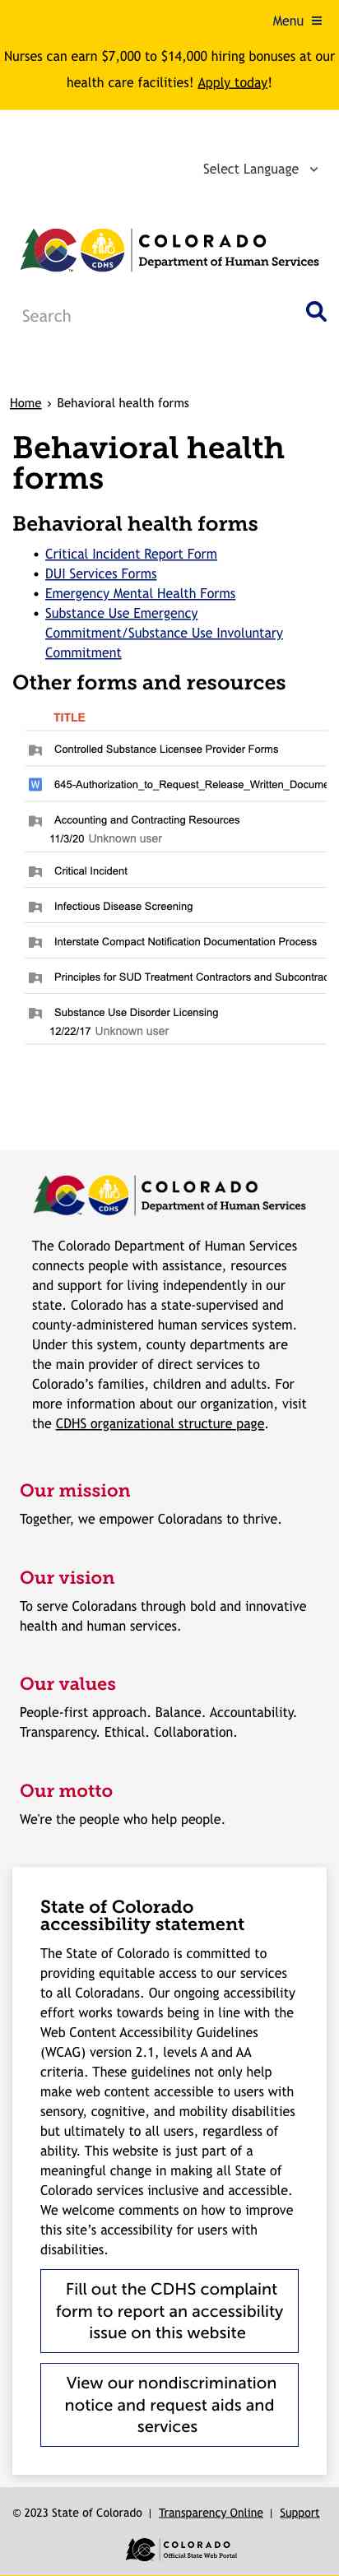 Menu
Nurses can earn $7,000 to $14,000 hiring bonuses at our
health care facilities! Apply today!
Select Language
CDHS
COLORADO
Department of Human Services
Search
Home › Behavioral health forms
Behavioral health
forms
Behavioral health forms
• Critical Incident Report Form
• DUI Services Forms
• Emergency Mental Health Forms
• Substance Use Emergency
Commitment/Substance Use Involuntary
Commitment
Other forms and resources
TITLE
Controlled Substance Licensee Provider Forms
W 645-Authorization_to_Request_Release_Written_Docume
Accounting and Contracting Resources
11/3/20 Unknown user
Critical Incident
Infectious Disease Screening
Interstate Compact Notification Documentation Process
Principles for SUD Treatment Contractors and Subcontrac
Substance Use Disorder Licensing
12/22/17 Unknown user
CDHS
COLORADO
Department of Human Services
The Colorado Department of Human Services
connects people with assistance, resources
and support for living independently in our
state. Colorado has a state-supervised and
county-administered human services system.
Under this system, county departments are
the main provider of direct services to
Colorado’s families, children and adults. For
more information about our organization, visit
the CDHS organizational structure page.
Our mission
Together, we empower Coloradans to thrive.
Our vision
To serve Coloradans through bold and innovative
health and human services.
Our values
People-first approach. Balance. Accountability.
Transparency. Ethical. Collaboration.
Our motto
We're the people who help people.
State of Colorado
accessibility statement
The State of Colorado is committed to
providing equitable access to our services
to all Coloradans. Our ongoing accessibility
effort works towards being in line with the
Web Content Accessibility Guidelines
(WCAG) version 2.1, levels A and AA
criteria. These guidelines not only help
make web content accessible to users with
sensory, cognitive, and mobility disabilities
but ultimately to all users, regardless of
ability. This website is just part of a
meaningful change in making all State of
Colorado services inclusive and accessible.
We welcome comments on how to improve
this site’s accessibility for users with
disabilities.
Fill out the CDHS complaint
form to report an accessibility
issue on this website
View our nondiscrimination
notice and request aids and
services
© 2023 State of Colorado | Transparency Online | Support
COLORADO
Official State Web Portal